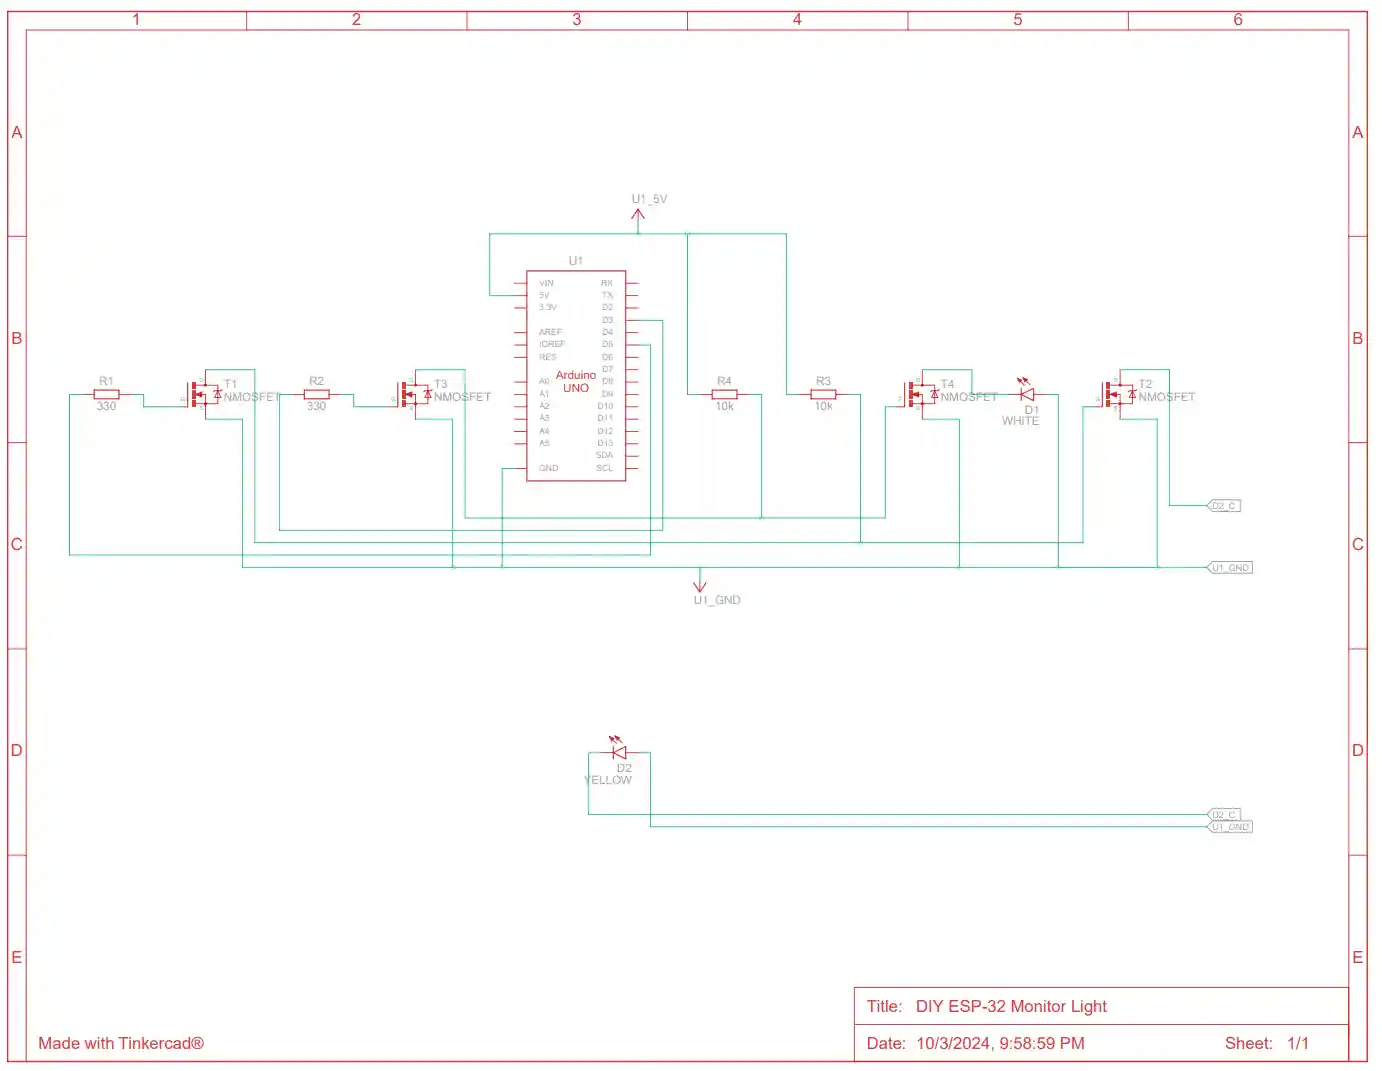 1 2 3 4 5 6
A A
U1_5V
B B
U1
VIN RX
5V TX
3.3V D2
D3
AREF D4
IOREF D5
RES D6
D7
A0 D8
A1 D9
A2 D10
A3 D11
A4 D12
A5 D13
SDA
GND SCL
Arduino
UNO
R1
330
T1
NMOSFET
R2
330
T3
NMOSFET
R4
10k
R3
10k
T4
NMOSFET
D1
WHITE
T2
NMOSFET
D2_C
C C
U1_GND
U1_GND
D D
D2
YELLOW
D2_C
U1_GND
E E
Title: DIY ESP-32 Monitor Light
Made with Tinkercad®
Date: 10/3/2024, 9:58:59 PM Sheet: 1/1